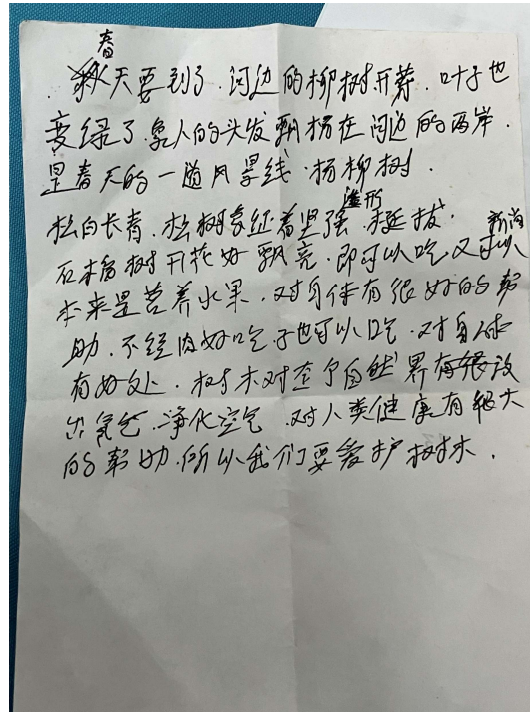 春天要到了.河边的柳树开 叶子也
变绿了.象人的头发飘扬在河边的两岸.
是春天的一道风景线.杨柳树.
松白长青.松树象征着坚强.挺拔.
石榴树开花好飘亮.即可以吃又可以
本来是营养水果.对身体有很好的帮
助.不经肉好吃子也可以吃.对身体
有好处.树木对 自然界有
出氧气.净化空气.对人类健康有很大
的帮助.所以我们要爱护树木.